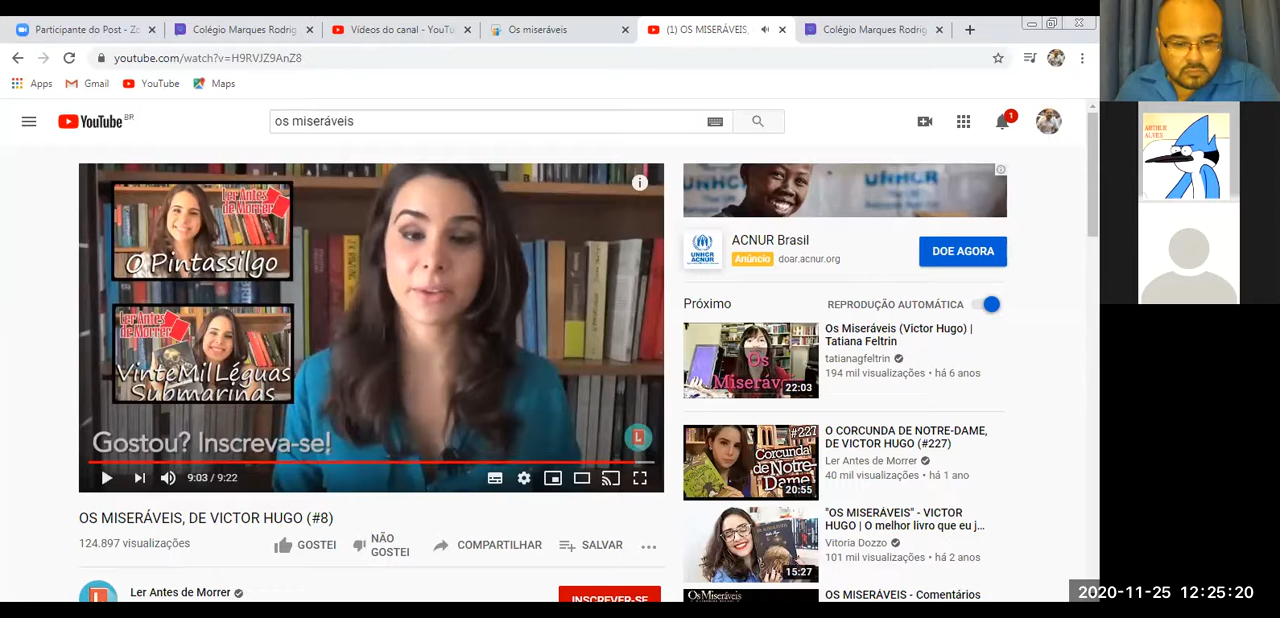 Participante do Post - Zo
Colégio Marques Rodrig
Vídeos do canal - YouTu
Os miseráveis
(1) OS MISERÁVEIS,
Colégio Marques Rodrig
youtube.com/watch?v=H9RVJZ9AnZ8
Apps
Gmail
YouTube
Maps
YouTube BR
os miseráveis
1
Ler Antes
de Morrer
O Pintassilgo
Ler Antes
de Morrer
Vinte Mil Léguas
Submarinas
Gostou? Inscreva-se!
L
9:03 / 9:22
OS MISERÁVEIS, DE VICTOR HUGO (#8)
124.897 visualizações
GOSTEI
NÃO
GOSTEI
COMPARTILHAR
SALVAR
Ler Antes de Morrer
INSCREVER-SE
UNHCR
UNHCR
UNHCR
ACNUR
ACNUR Brasil
Anúncio doar.acnur.org
DOE AGORA
Próximo
REPRODUÇÃO AUTOMÁTICA
Os
Miseráv
22:03
Os Miseráveis (Victor Hugo) |
Tatiana Feltrin
tatianagfeltrin
194 mil visualizações • há 6 anos
#227
Corcunda
de Notre-
Dame
20:55
O CORCUNDA DE NOTRE-DAME,
DE VICTOR HUGO (#227)
Ler Antes de Morrer
40 mil visualizações • há 1 ano
15:27
"OS MISERÁVEIS" - VICTOR
HUGO | O melhor livro que eu j...
Vitoria Dozzo
101 mil visualizações • há 2 anos
Os Miseráveis
OS MISERÁVEIS - Comentários
ARTHUR
ALVES
2020-11-25 12:25:20